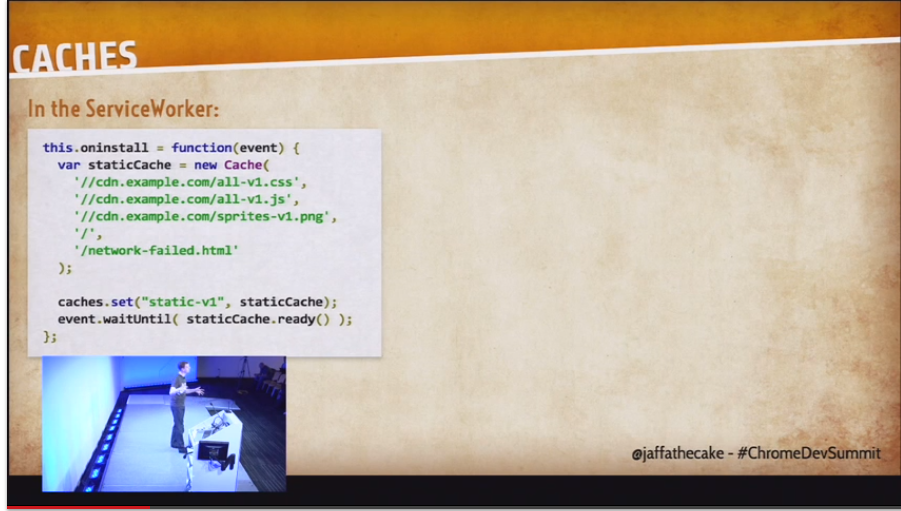 CACHES
In the ServiceWorker:
this.oninstall = function(event) {
  var staticCache = new Cache(
    '//cdn.example.com/all-v1.css',
    '//cdn.example.com/all-v1.js',
    '//cdn.example.com/sprites-v1.png',
    '/',
    '/network-failed.html'
  );
  caches.set("static-v1", staticCache);
  event.waitUntil( staticCache.ready() );
};
@jaffathecake - #ChromeDevSummit